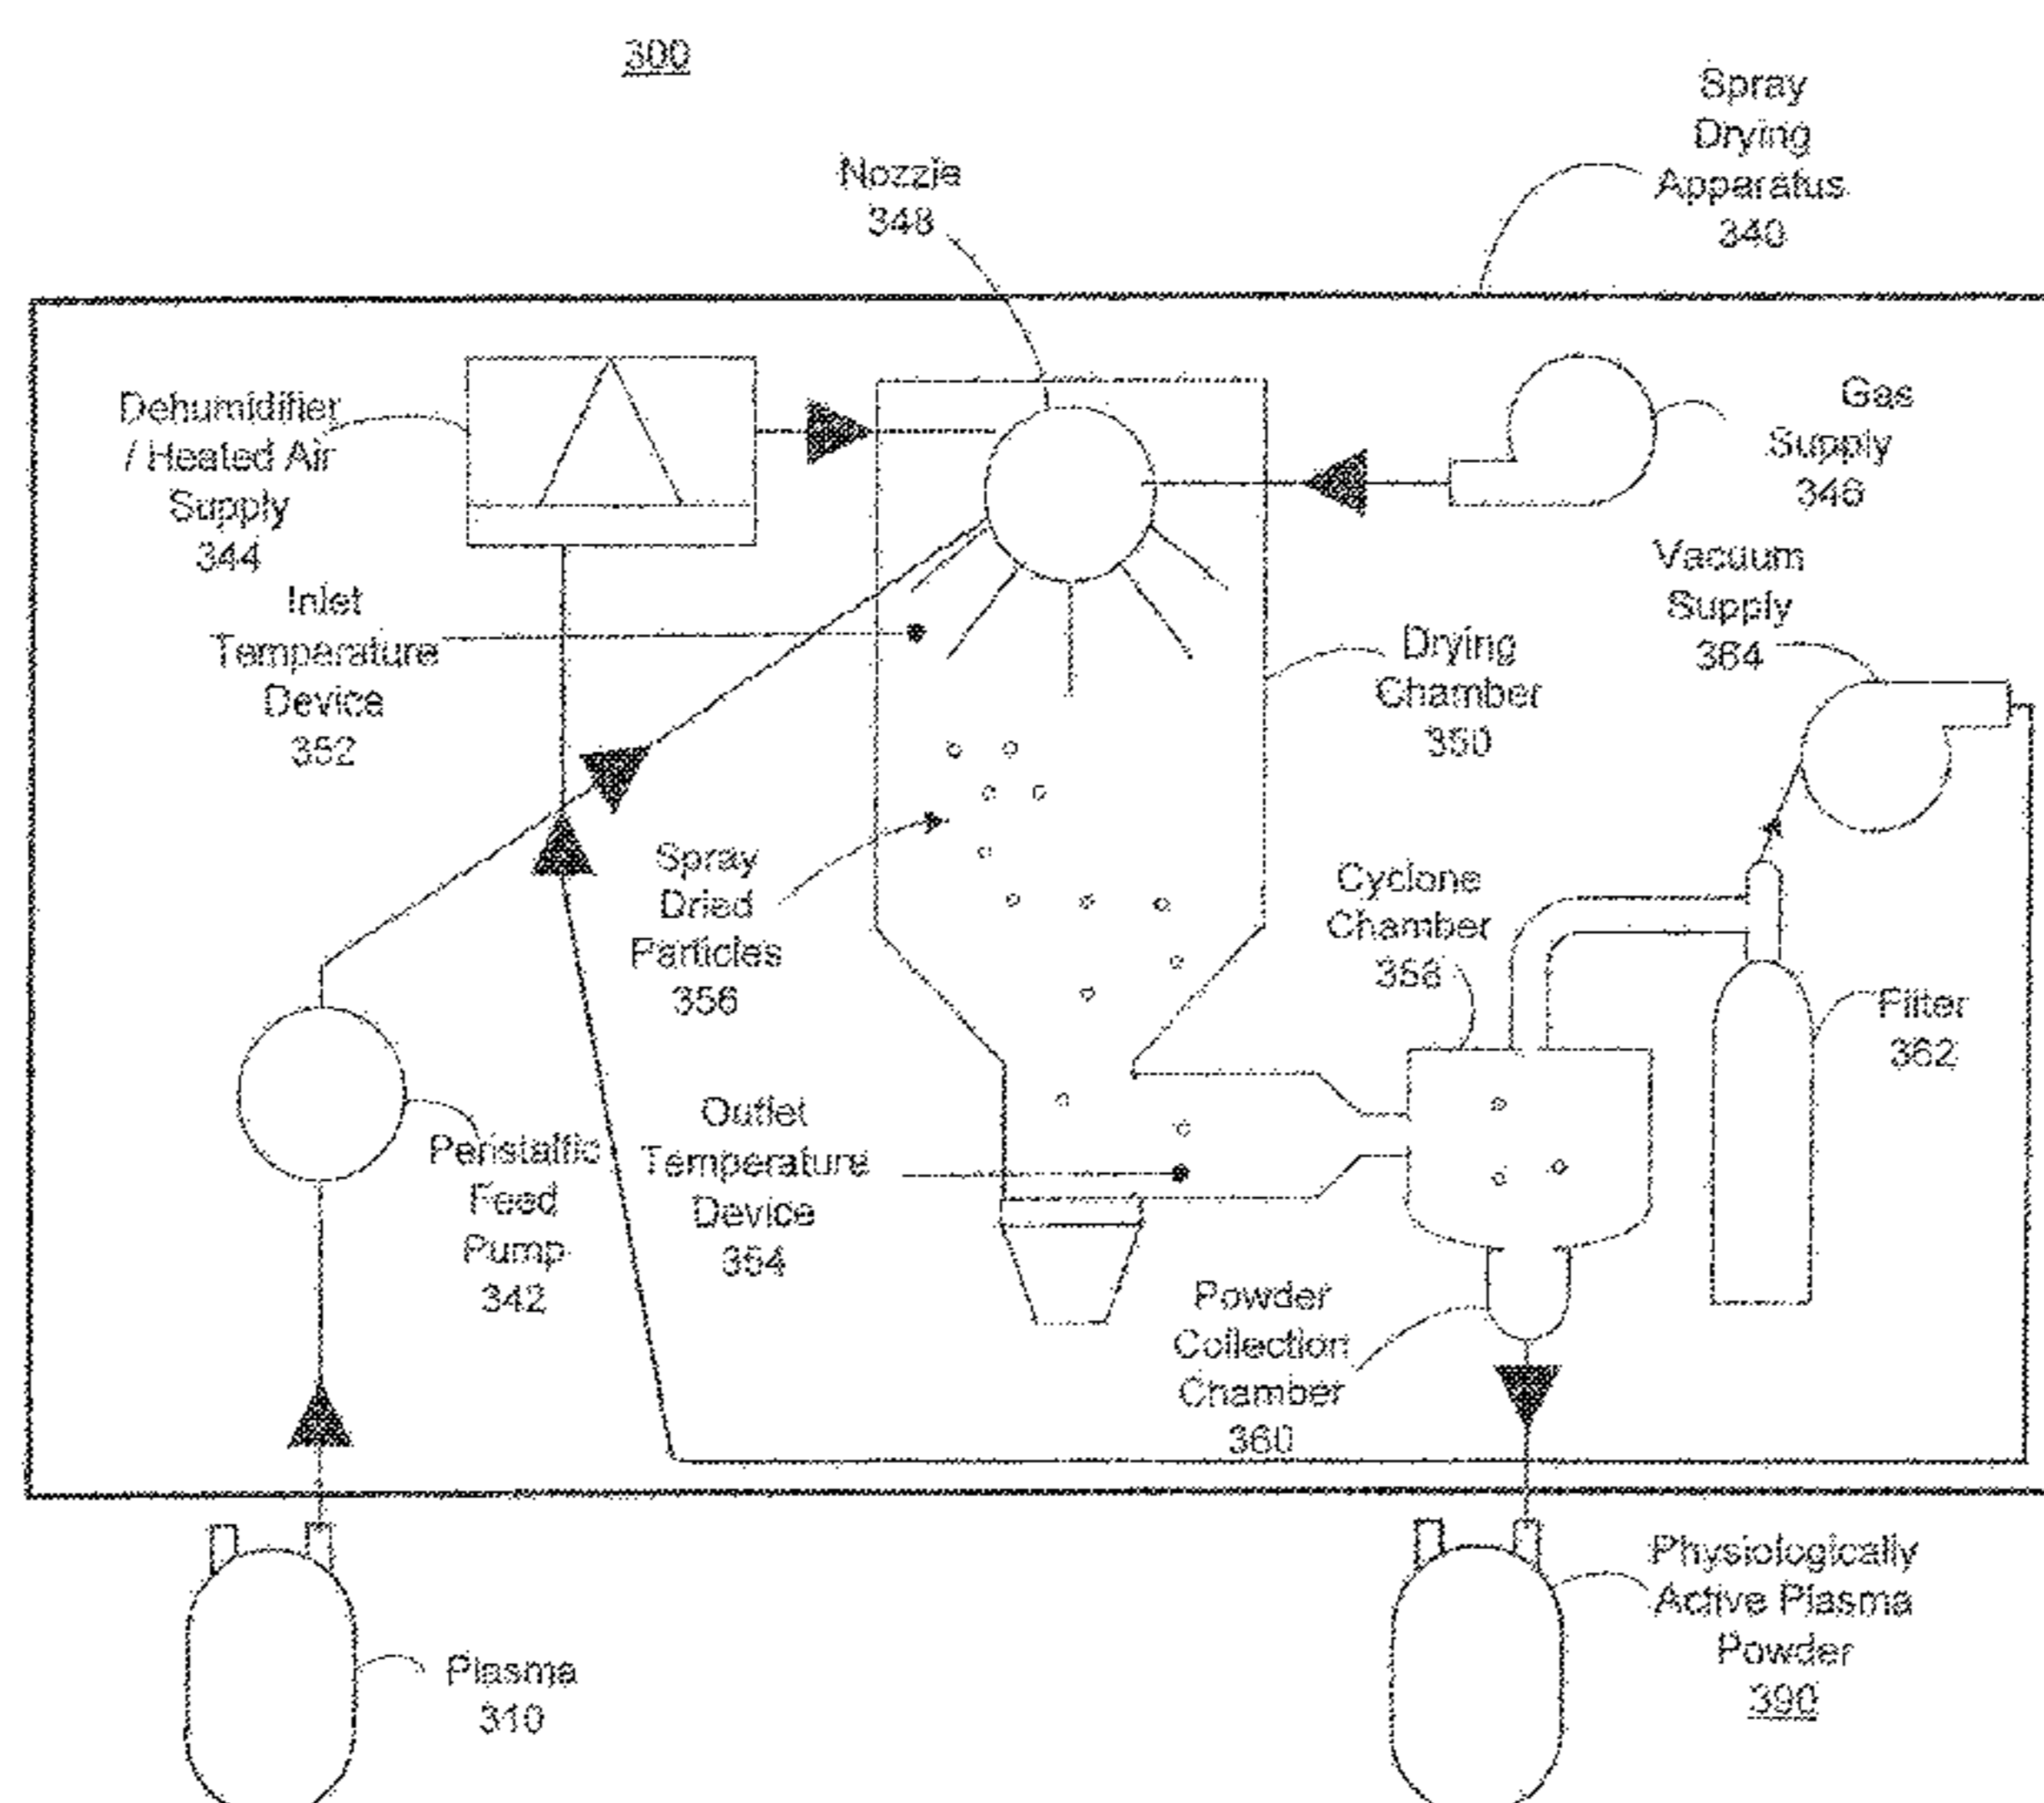 300
Spray
Drying
Apparatus
340
Nozzle
348
Dehumidifier
/ Heated Air
Supply
344
Gas
Supply
346
Inlet
Temperature
Device
352
Vacuum
Supply
364
Drying
Chamber
350
Spray
Dried
Particles
356
Cyclone
Chamber
358
Filter
362
Peristaltic
Feed
Pump
342
Outlet
Temperature
Device
354
Powder
Collection
Chamber
360
Plasma
310
Physiologically
Active Plasma
Powder
390